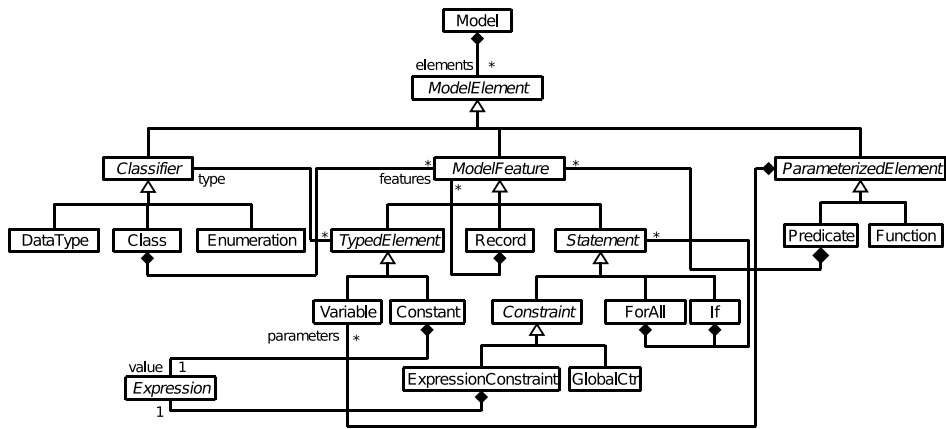 Model
elements *
ModelElement
Classifier * ModelFeature * ParameterizedElement
type features *
DataType Class Enumeration * TypedElement Record Statement * Predicate Function
Variable Constant Constraint ForAll If
parameters *
value 1
Expression ExpressionConstraint GlobalCtr
1